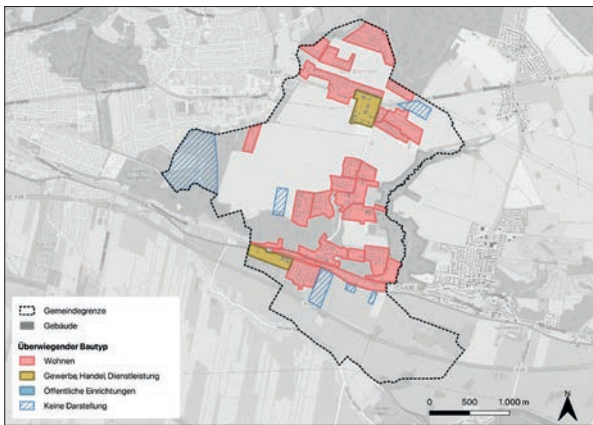 Gemeindegrenze
Gebäude
Überwiegender Bautyp
Wohnen
Gewerbe, Handel, Dienstleistung
Öffentliche Einrichtungen
Keine Darstellung
N
0 500 1.000 m